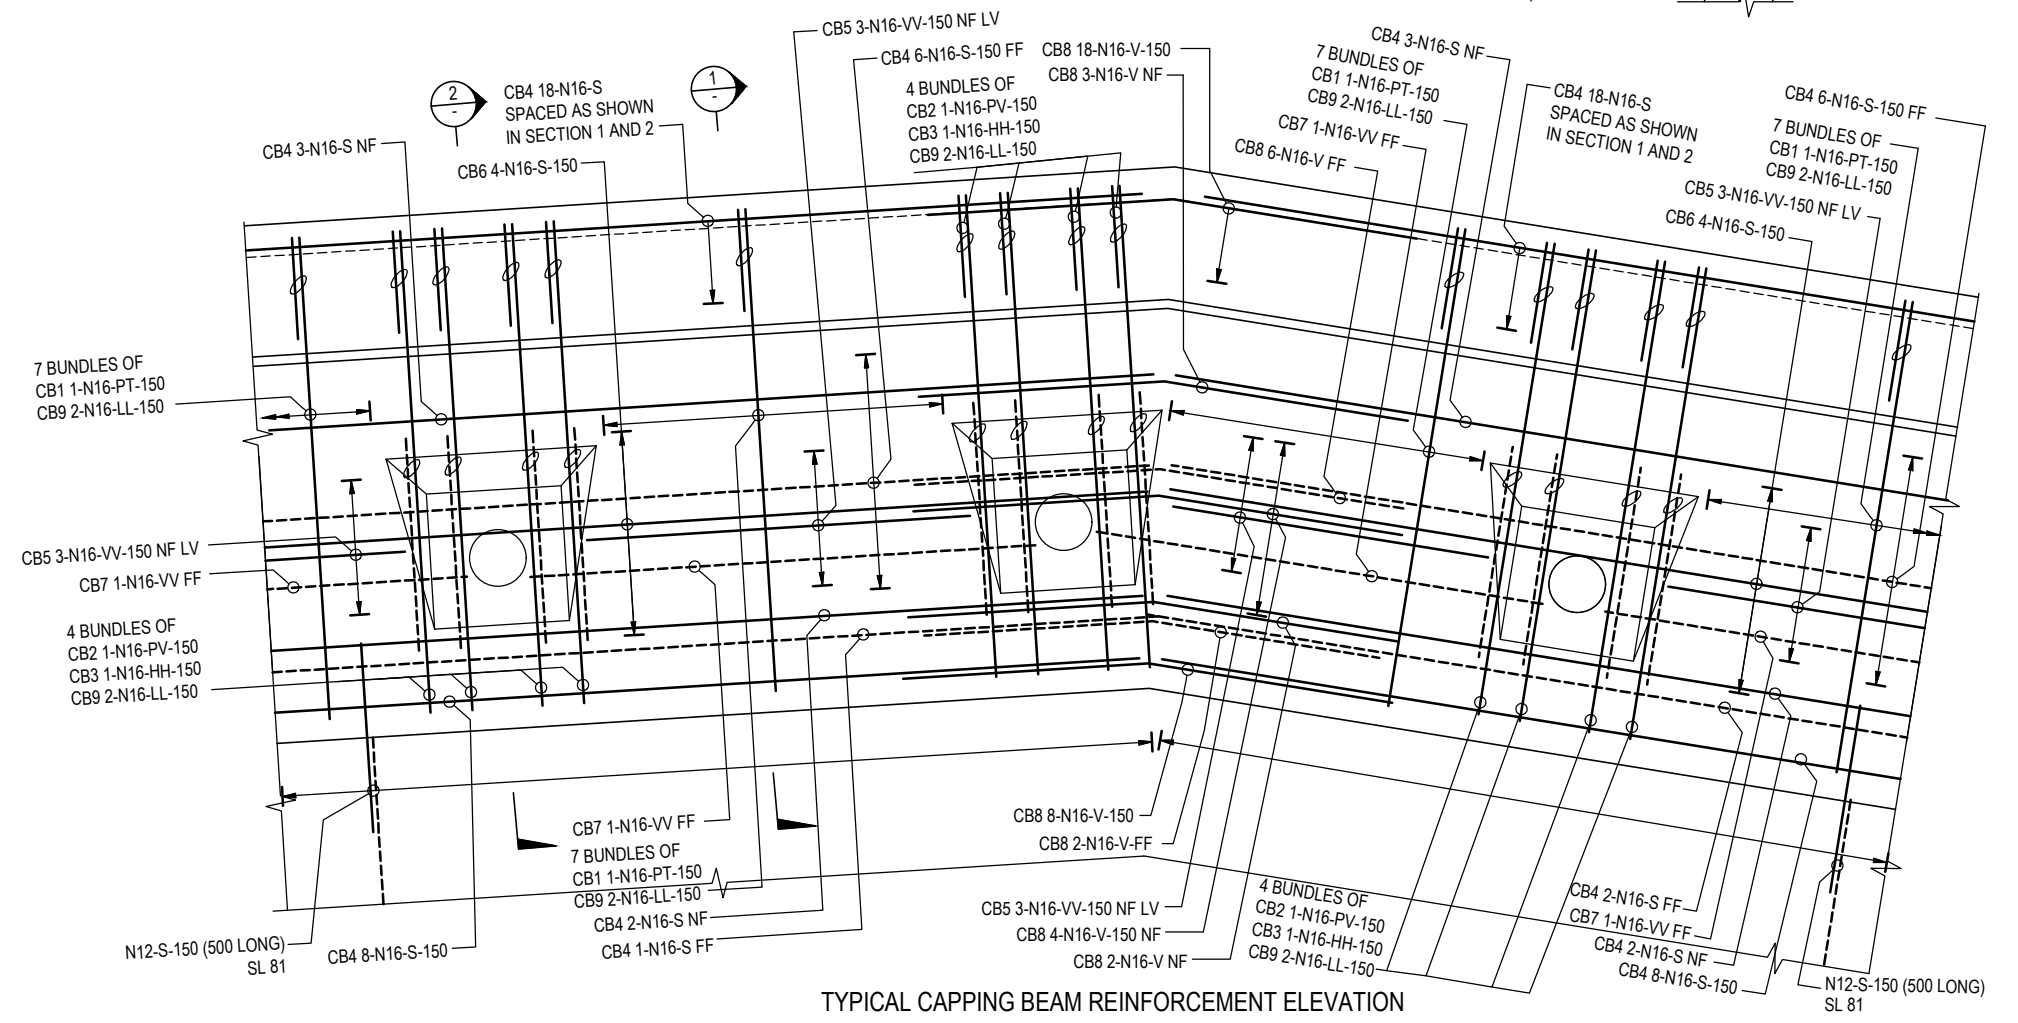 CB5 3-N16-VV-150 NF LV
CB4 6-N16-S-150 FF
4 BUNDLES OF
CB2 1-N16-PV-150
CB3 1-N16-HH-150
CB9 2-N16-LL-150
CB8 18-N16-V-150
CB8 3-N16-V NF
CB4 3-N16-S NF
7 BUNDLES OF
CB1 1-N16-PT-150
CB9 2-N16-LL-150
CB7 1-N16-VV FF
CB8 6-N16-V FF
CB4 18-N16-S
SPACED AS SHOWN
IN SECTION 1 AND 2
CB4 6-N16-S-150 FF
7 BUNDLES OF
CB1 1-N16-PT-150
CB9 2-N16-LL-150
CB5 3-N16-VV-150 NF LV
CB6 4-N16-S-150
2
-
CB4 18-N16-S
SPACED AS SHOWN
IN SECTION 1 AND 2
1
-
CB4 3-N16-S NF
CB6 4-N16-S-150
7 BUNDLES OF
CB1 1-N16-PT-150
CB9 2-N16-LL-150
CB5 3-N16-VV-150 NF LV
CB7 1-N16-VV FF
4 BUNDLES OF
CB2 1-N16-PV-150
CB3 1-N16-HH-150
CB9 2-N16-LL-150
N12-S-150 (500 LONG)
SL 81
CB4 8-N16-S-150
CB7 1-N16-VV FF
7 BUNDLES OF
CB1 1-N16-PT-150
CB9 2-N16-LL-150
CB4 2-N16-S NF
CB4 1-N16-S FF
CB8 8-N16-V-150
CB8 2-N16-V-FF
CB5 3-N16-VV-150 NF LV
CB8 4-N16-V-150 NF
CB8 2-N16-V NF
4 BUNDLES OF
CB2 1-N16-PV-150
CB3 1-N16-HH-150
CB9 2-N16-LL-150
CB4 2-N16-S FF
CB7 1-N16-VV FF
CB4 2-N16-S NF
CB4 8-N16-S-150
N12-S-150 (500 LONG)
SL 81
TYPICAL CAPPING BEAM REINFORCEMENT ELEVATION